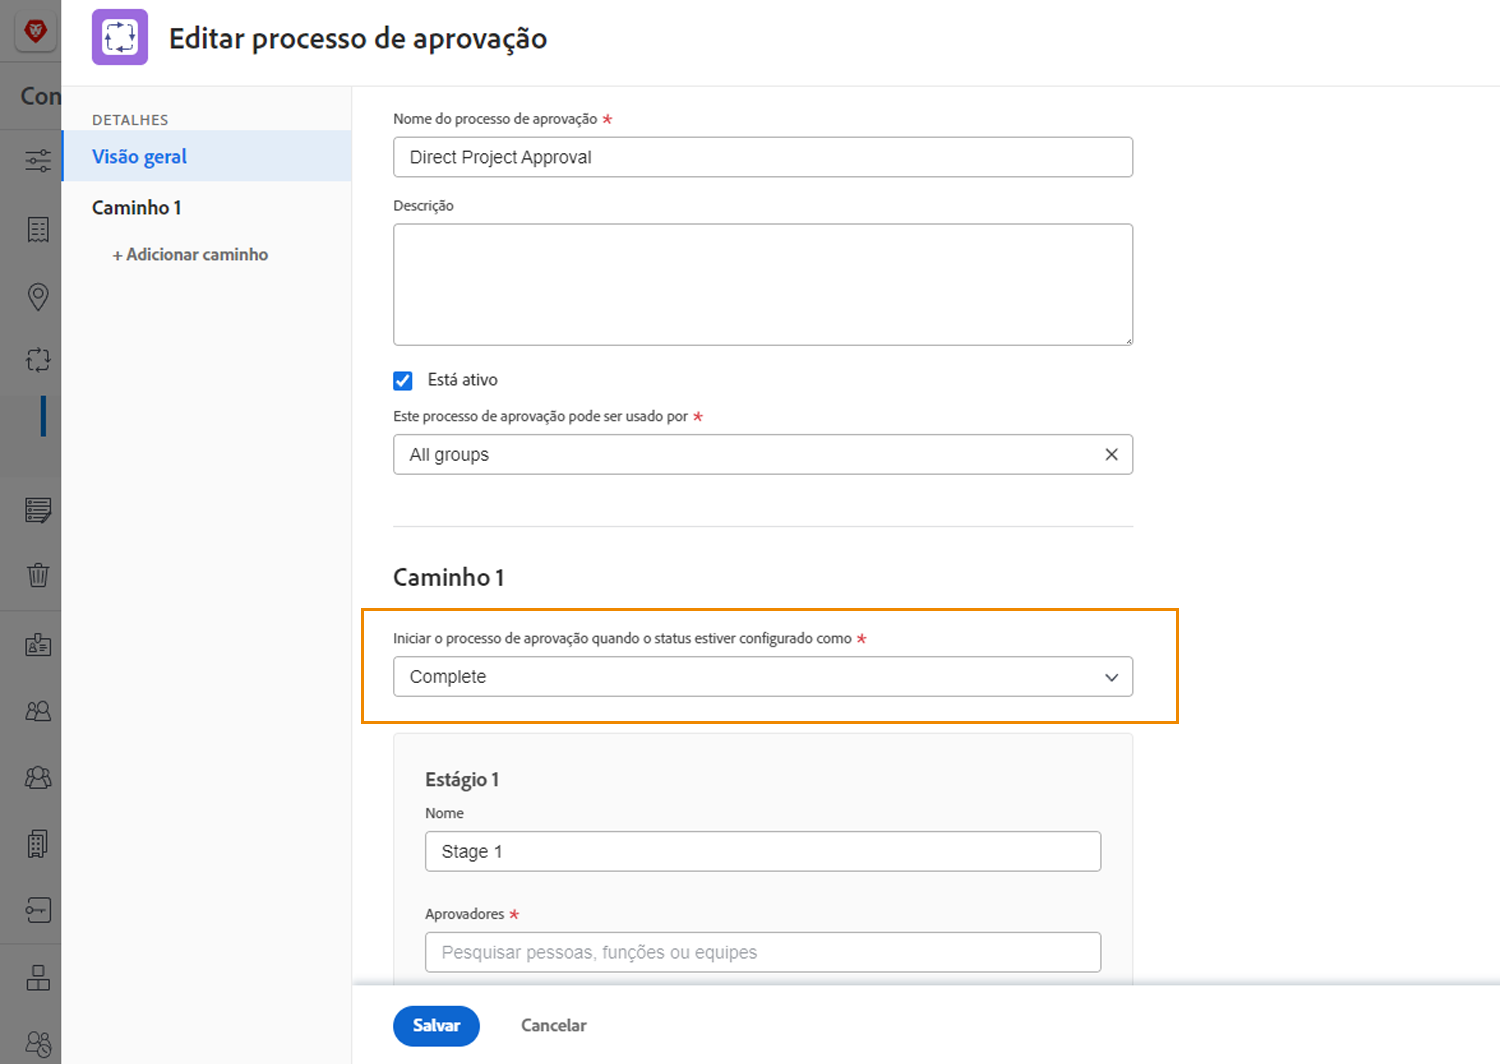 Editar processo de aprovação
Con
DETALHES
Visão geral
Caminho 1
+ Adicionar caminho
Nome do processo de aprovação *
Direct Project Approval
Descrição
Está ativo
Este processo de aprovação pode ser usado por *
All groups
Caminho 1
Iniciar o processo de aprovação quando o status estiver configurado como *
Complete
Estágio 1
Nome
Stage 1
Aprovadores *
Pesquisar pessoas, funções ou equipes
Salvar
Cancelar